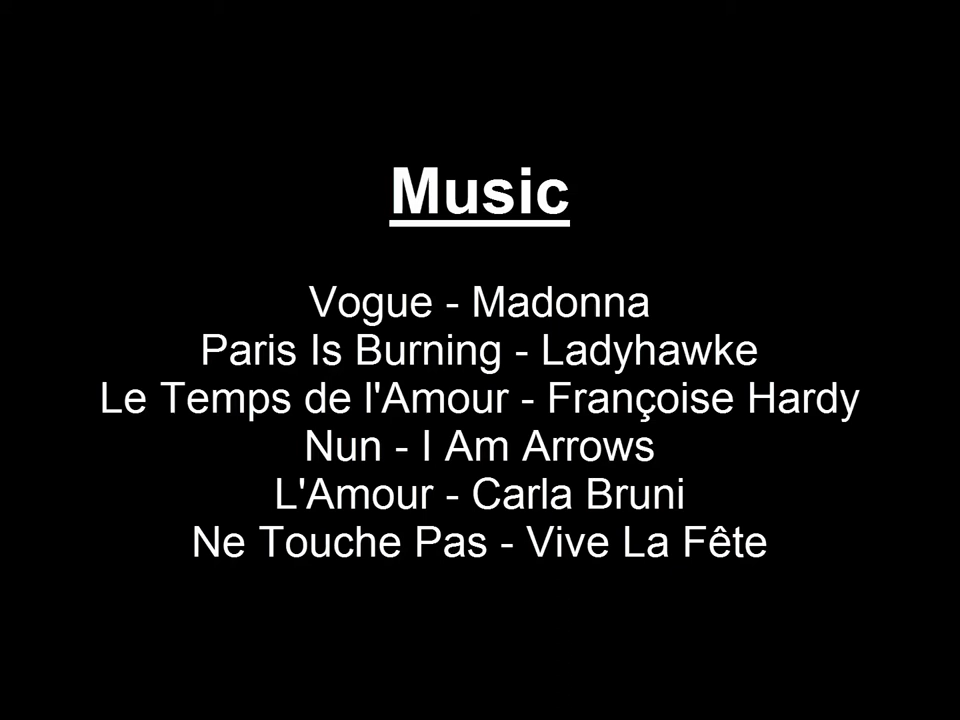 Music
Vogue - Madonna
Paris Is Burning - Ladyhawke
Le Temps de l'Amour - Françoise Hardy
Nun - I Am Arrows
L'Amour - Carla Bruni
Ne Touche Pas - Vive La Fête